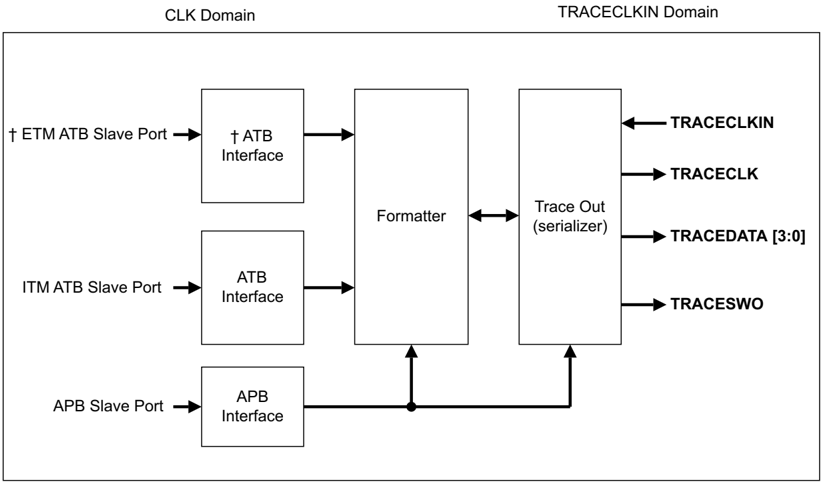 CLK Domain
TRACECLKIN Domain
† ETM ATB Slave Port
† ATB
Interface
TRACECLKIN
TRACECLK
Formatter
Trace Out
(serializer)
TRACEDATA [3:0]
ITM ATB Slave Port
ATB
Interface
TRACESWO
APB Slave Port
APB
Interface